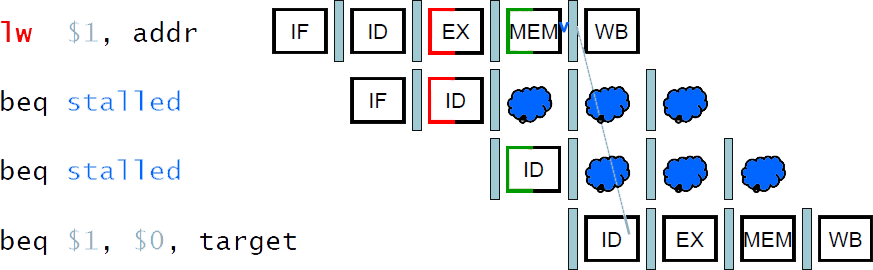 lw $1, addr IF ID EX MEM WB
beq stalled IF ID
beq stalled ID
beq $1, $0, target ID EX MEM WB